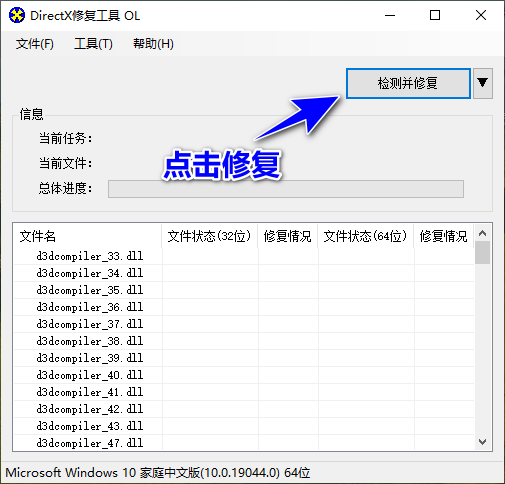 DirectX修复工具 OL
文件(F) 工具(T) 帮助(H)
检测并修复
信息
当前任务:
当前文件:
点击修复
总体进度:
文件名 文件状态(32位) 修复情况 文件状态(64位) 修复情况
d3dcompiler_33.dll
d3dcompiler_34.dll
d3dcompiler_35.dll
d3dcompiler_36.dll
d3dcompiler_37.dll
d3dcompiler_38.dll
d3dcompiler_39.dll
d3dcompiler_40.dll
d3dcompiler_41.dll
d3dcompiler_42.dll
d3dcompiler_43.dll
d3dcompiler_47.dll
Microsoft Windows 10 家庭中文版(10.0.19044.0) 64位